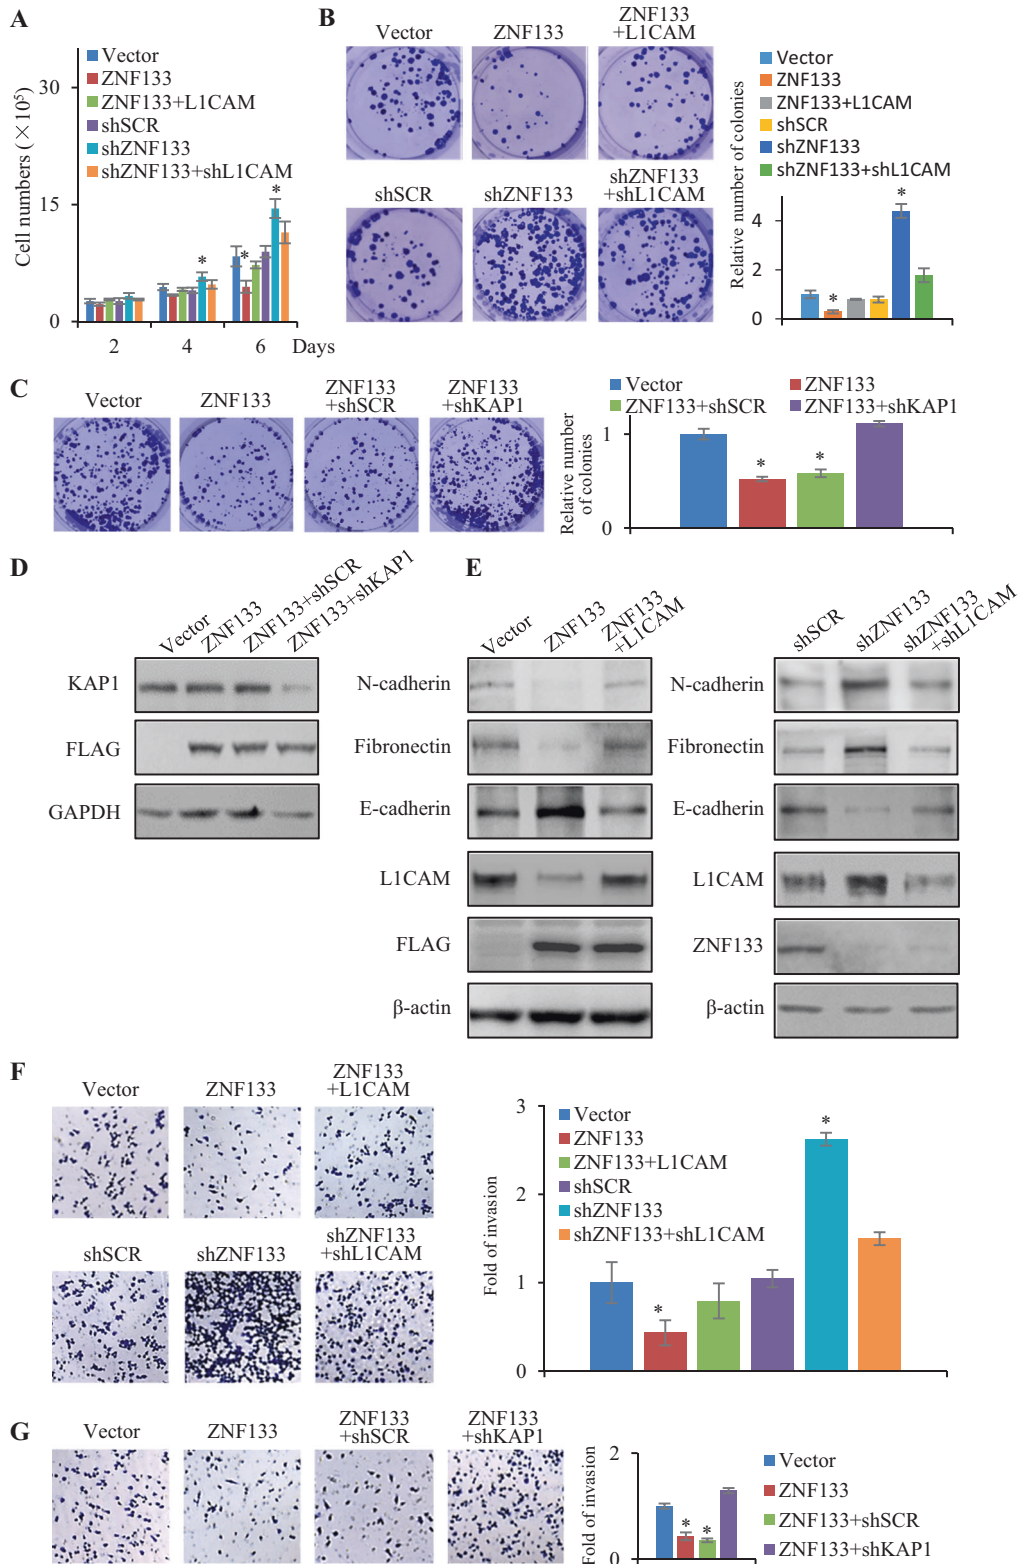 A
Vector
ZNF133
ZNF133+L1CAM
shSCR
shZNF133
shZNF133+shL1CAM
Cell numbers (×10⁵)
30
15
0
* * *
2 4 6 Days
B
Vector ZNF133 ZNF133
+L1CAM
shSCR shZNF133 shZNF133
+shL1CAM
Vector
ZNF133
ZNF133+L1CAM
shSCR
shZNF133
shZNF133+shL1CAM
Relative number of colonies
4
2
0
* *
C
Vector ZNF133 ZNF133
+shSCR ZNF133
+shKAP1
Vector ZNF133
ZNF133+shSCR ZNF133+shKAP1
Relative number
of colonies
1
0
* *
D
Vector
ZNF133
ZNF133+shSCR
ZNF133+shKAP1
KAP1
FLAG
GAPDH
E
Vector
ZNF133
ZNF133
+L1CAM
N-cadherin
Fibronectin
E-cadherin
L1CAM
FLAG
β-actin
shSCR
shZNF133
shZNF133
+shL1CAM
N-cadherin
Fibronectin
E-cadherin
L1CAM
ZNF133
β-actin
F
Vector ZNF133 ZNF133
+L1CAM
shSCR shZNF133 shZNF133
+shL1CAM
Vector
ZNF133
ZNF133+L1CAM
shSCR
shZNF133
shZNF133+shL1CAM
Fold of invasion
3
2
1
0
* *
G
Vector ZNF133 ZNF133
+shSCR ZNF133
+shKAP1
Fold of invasion
2
0
* *
Vector
ZNF133
ZNF133+shSCR
ZNF133+shKAP1